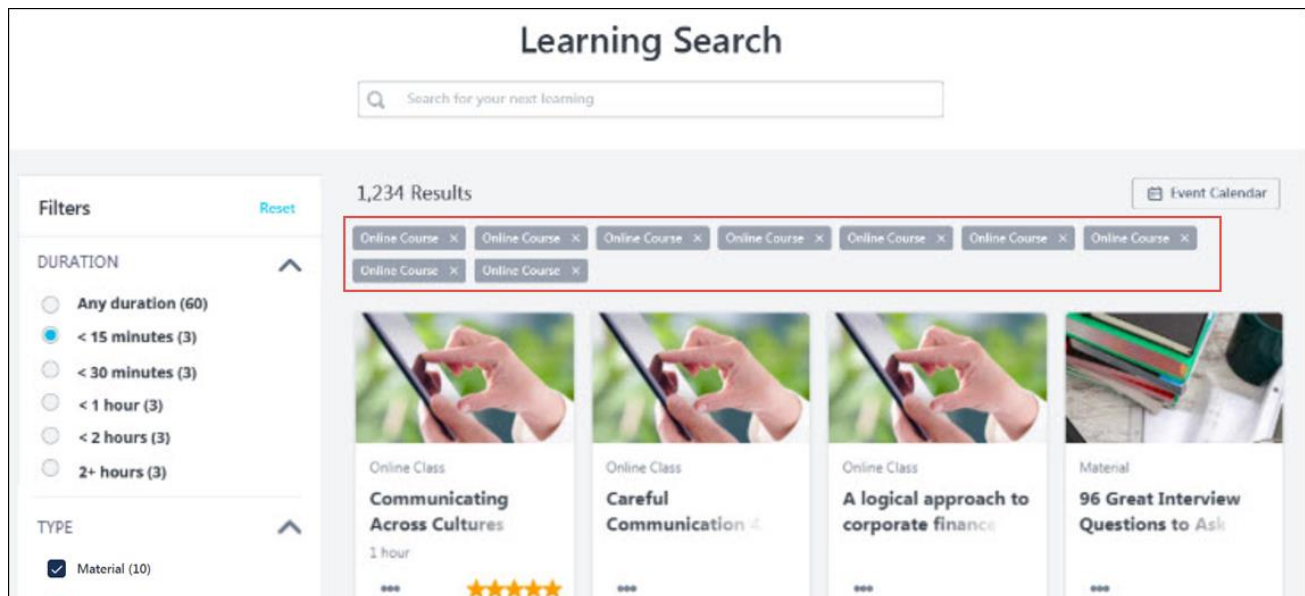 Learning Search
Search for your next learning
Filters
Reset
DURATION
Any duration (60)
< 15 minutes (3)
< 30 minutes (3)
< 1 hour (3)
< 2 hours (3)
2+ hours (3)
TYPE
Material (10)
1,234 Results
Event Calendar
Online Course × Online Course × Online Course × Online Course × Online Course × Online Course × Online Course ×
Online Course × Online Course ×
Online Class
Communicating
Across Cultures
1 hour
Online Class
Careful
Communication
Online Class
A logical approach to
corporate finance
Material
96 Great Interview
Questions to Ask